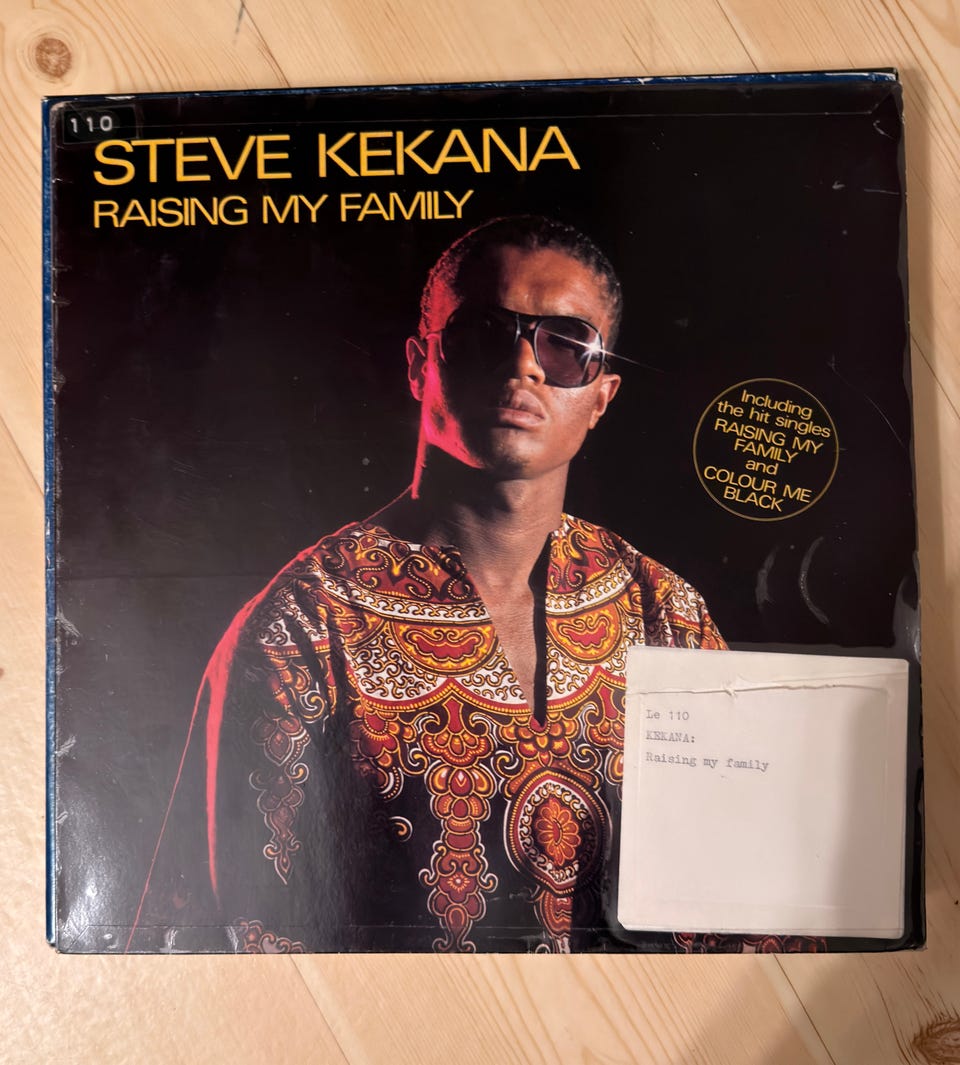 110
STEVE KEKANA
RAISING MY FAMILY
Including
the hit singles
RAISING MY
FAMILY
and
COLOUR ME
BLACK
Le 110
KEKANA:
Raising my family